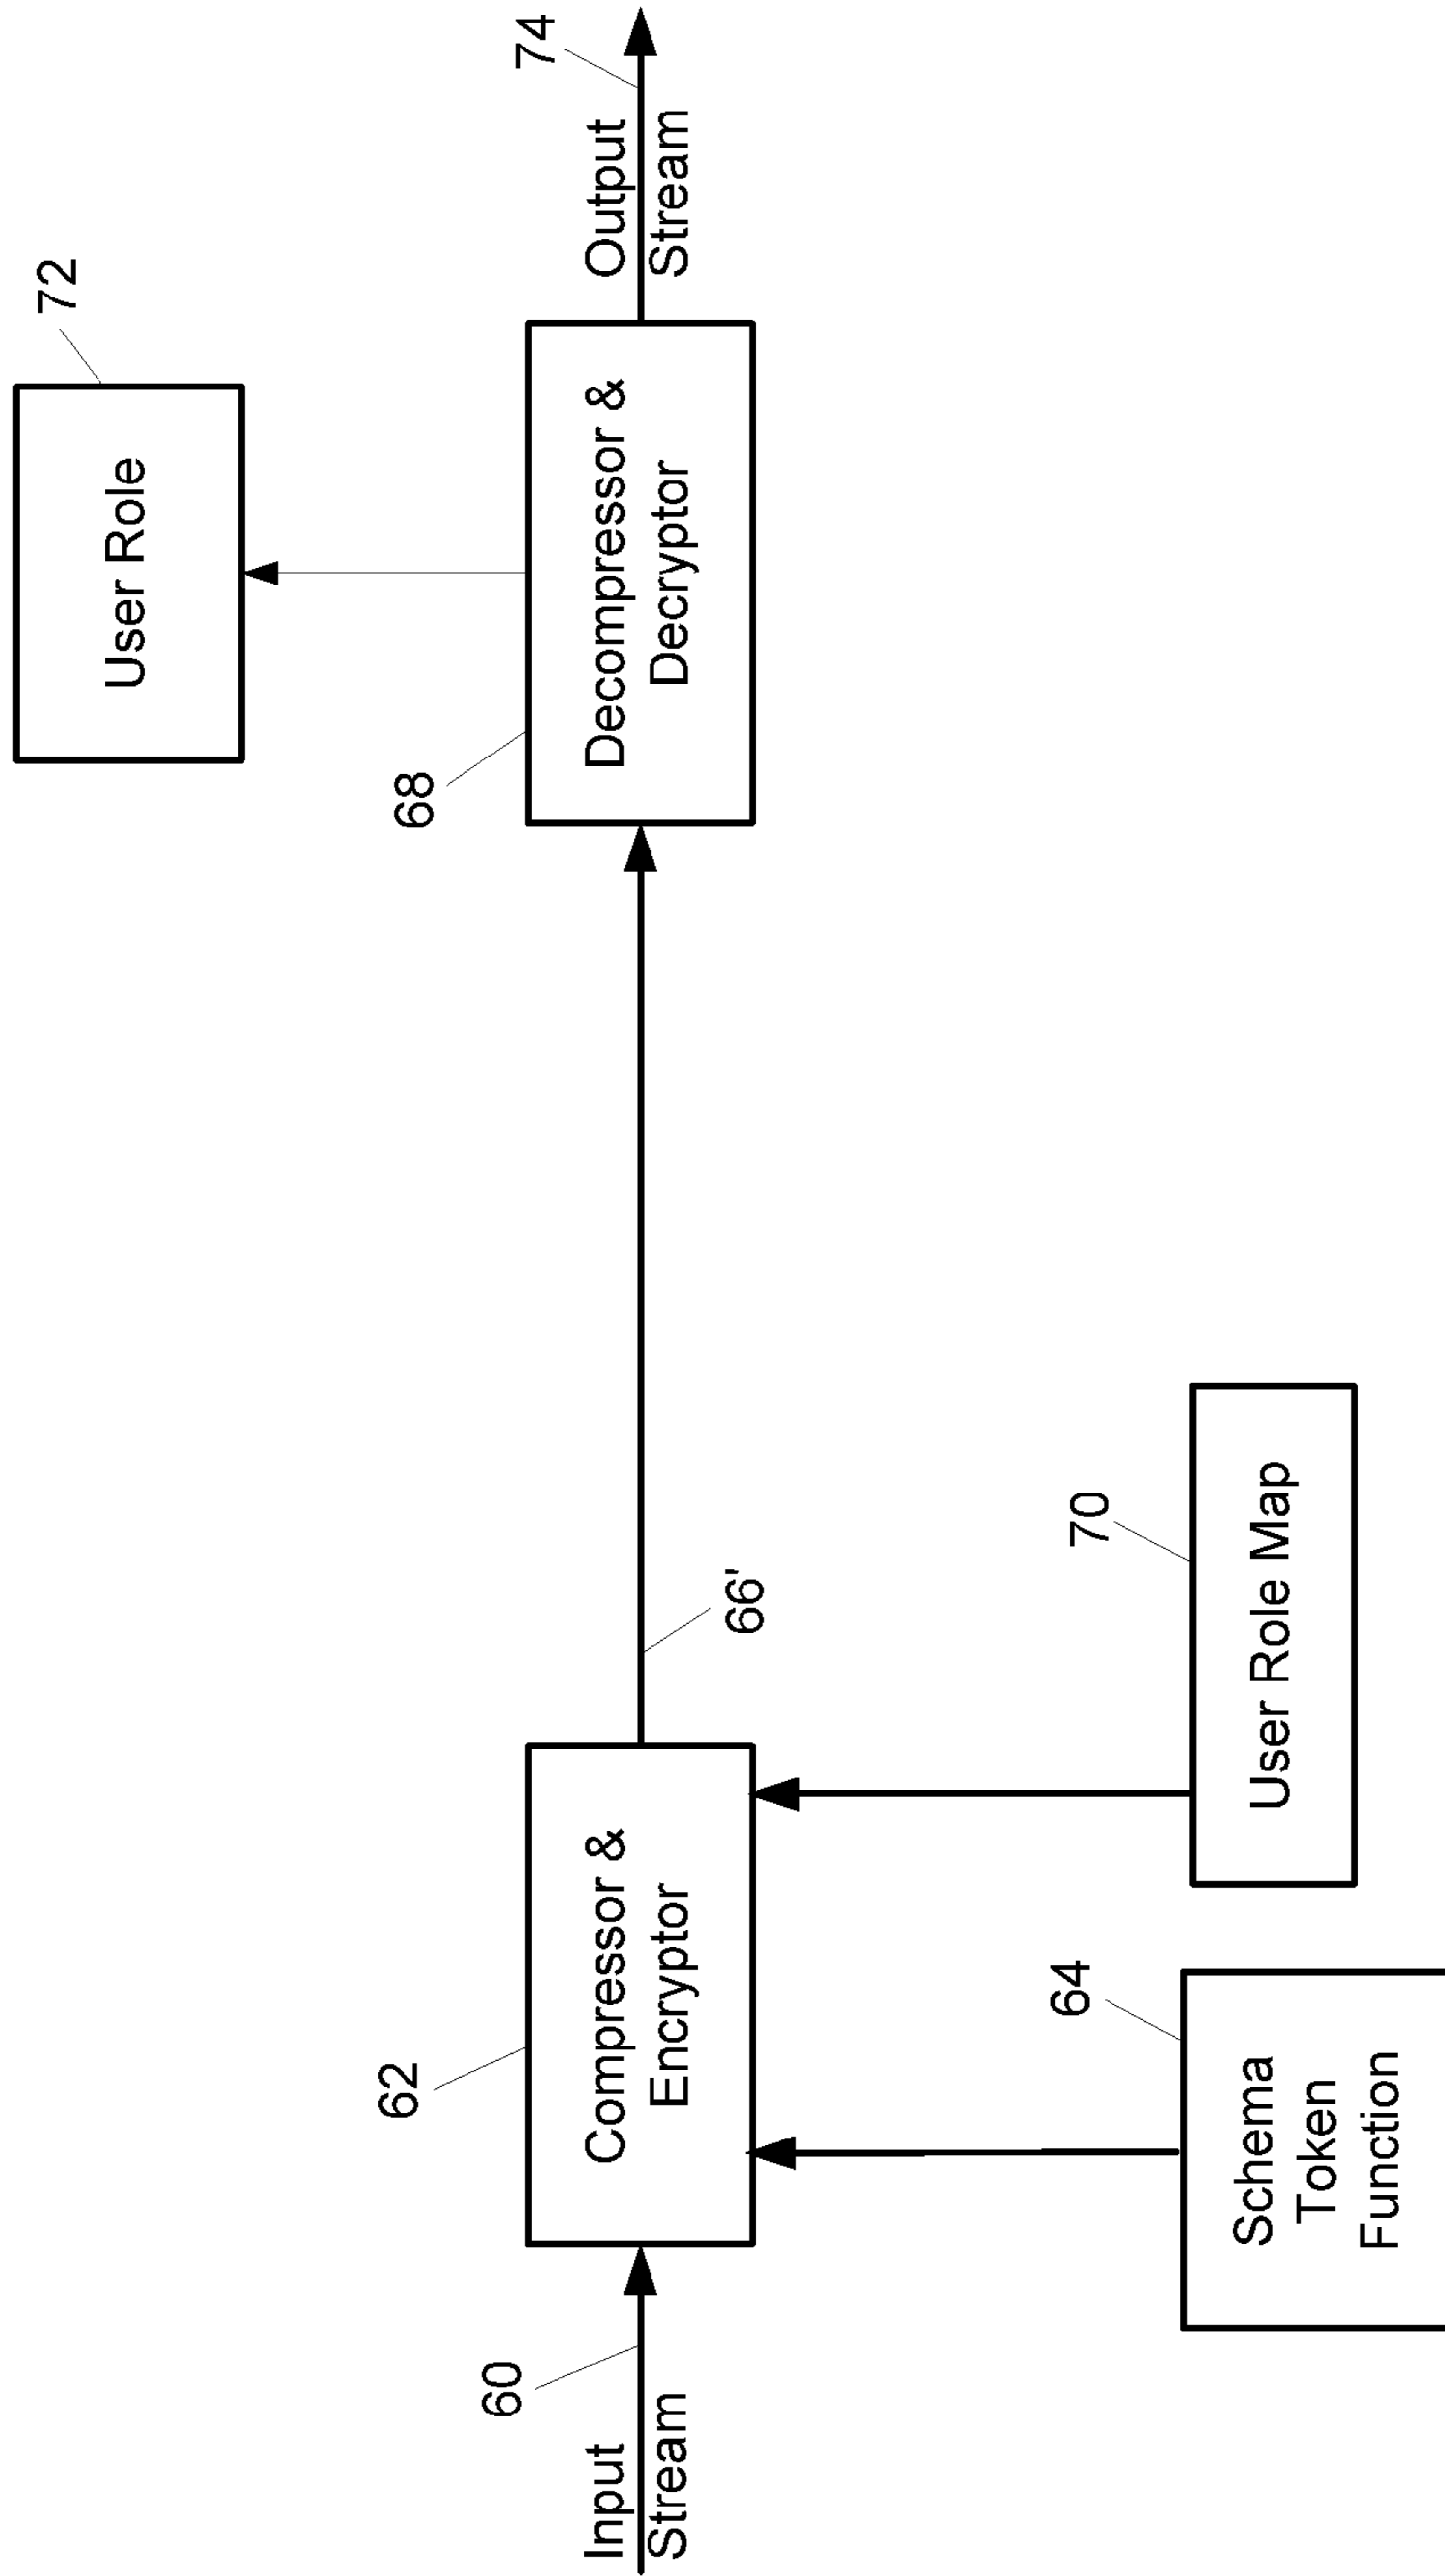 72
User Role
74
Output
Stream
68
Decompressor &
Decryptor
66'
62
Compressor &
Encryptor
60
Input
Stream
64
Schema
Token
Function
70
User Role Map